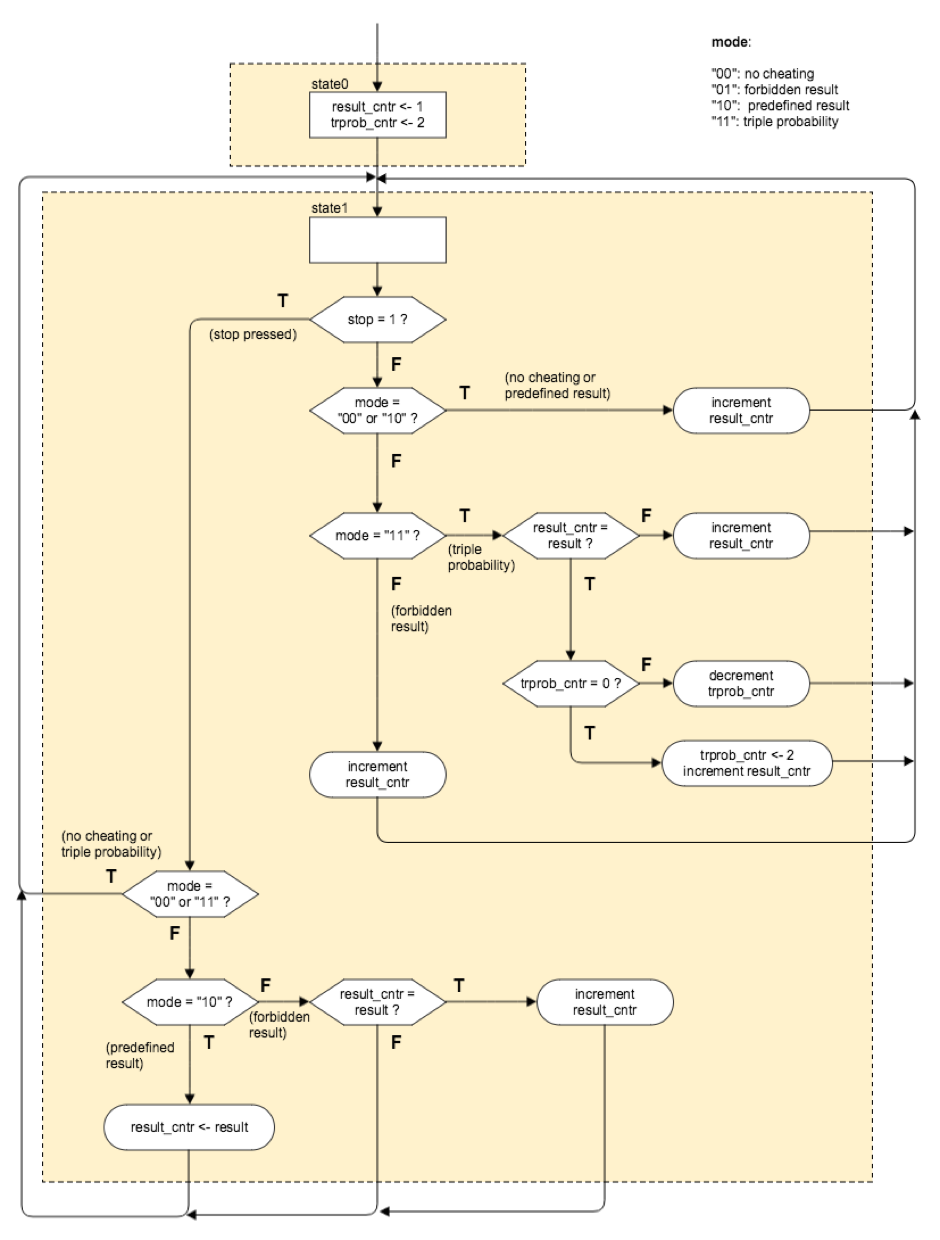 mode:
"00": no cheating
"01": forbidden result
"10": predefined result
"11": triple probability
state0
result_cntr <- 1
trprob_cntr <- 2
state1
T
stop = 1 ?
(stop pressed)
F
mode =
"00" or "10" ?
T
(no cheating or
predefined result)
increment
result_cntr
F
mode = "11" ?
T
(triple
probability)
result_cntr =
result ?
F
increment
result_cntr
F
(forbidden
result)
T
trprob_cntr = 0 ?
F
decrement
trprob_cntr
T
trprob_cntr <- 2
increment result_cntr
increment
result_cntr
(no cheating or
triple probability)
T
mode =
"00" or "11" ?
F
mode = "10" ?
F
(forbidden
result)
result_cntr =
result ?
T
increment
result_cntr
(predefined
result)
T
F
result_cntr <- result